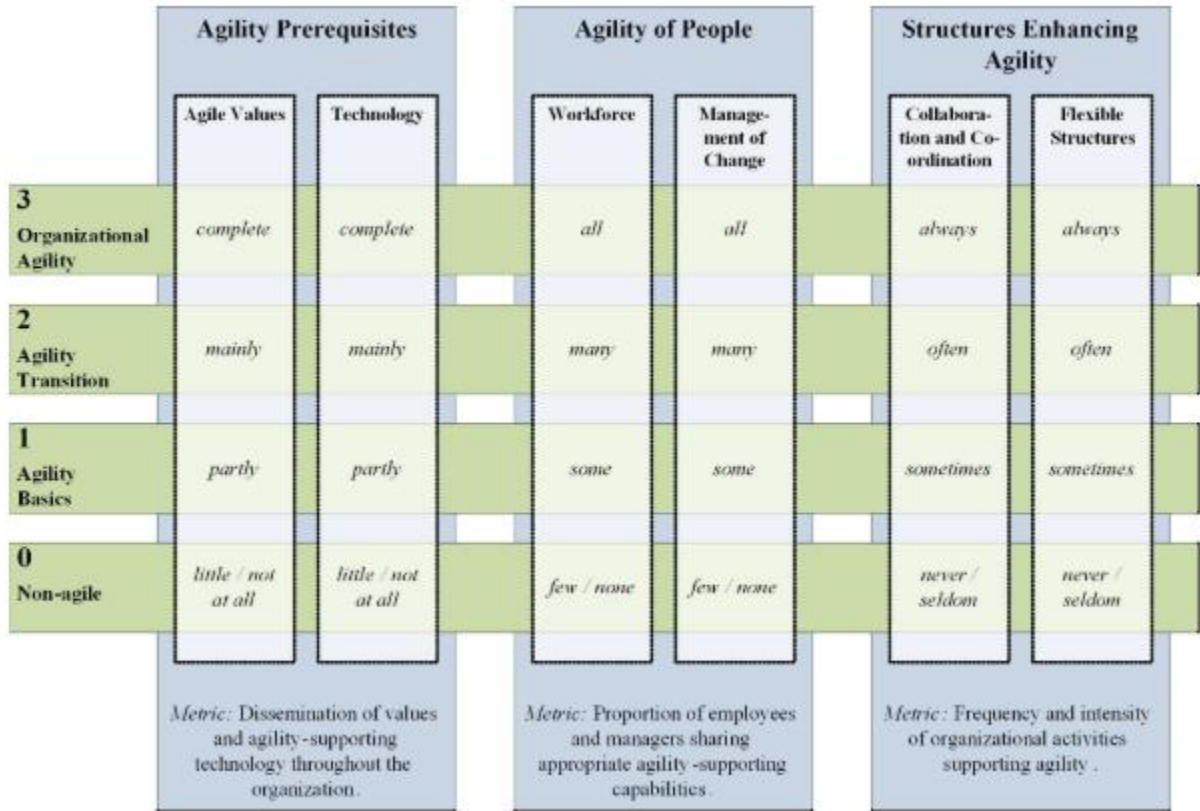 Agility Prerequisites
Agility of People
Structures Enhancing
Agility
Agile Values
Technology
Workforce
Manage-
ment of
Change
Collabora-
tion and Co-
ordination
Flexible
Structures
3
Organizational
Agility
complete
complete
all
all
always
always
2
Agility
Transition
mainly
mainly
many
many
often
often
1
Agility
Basics
partly
partly
some
some
sometimes
sometimes
0
Non-agile
little / not
at all
little / not
at all
few / none
few / none
never /
seldom
never /
seldom
Metric: Dissemination of values
and agility-supporting
technology throughout the
organization.
Metric: Proportion of employees
and managers sharing
appropriate agility -supporting
capabilities.
Metric: Frequency and intensity
of organizational activities
supporting agility .